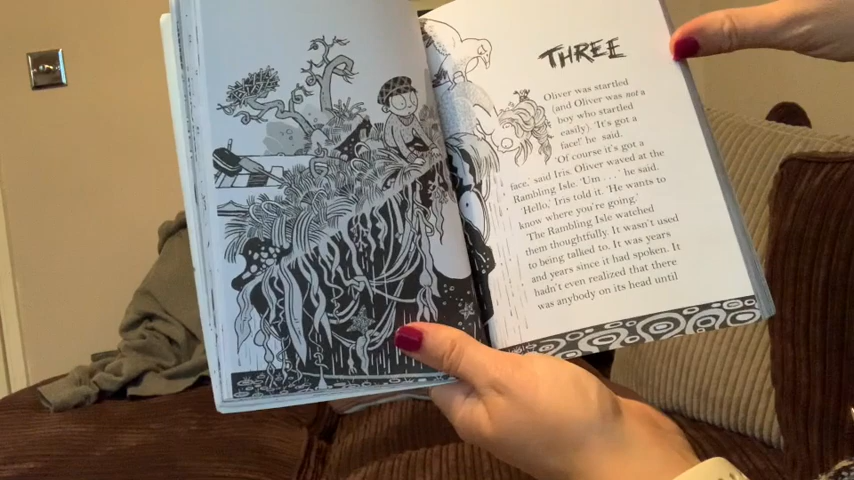 THREE
Oliver was startled
(and Oliver was not a
boy who startled
easily). 'It's got a
face!' he said.
'Of course it's got a
face,' said Iris. Oliver waved at the
Rambling Isle. 'Um . . .' he said.
'Hello,' Iris told it. 'He wants to
know where you're going.'
The Rambling Isle watched
them thoughtfully. It wasn't used
to being talked to. It was years
and years since it had spoken. It
hadn't even realized that there
was anybody on its head until